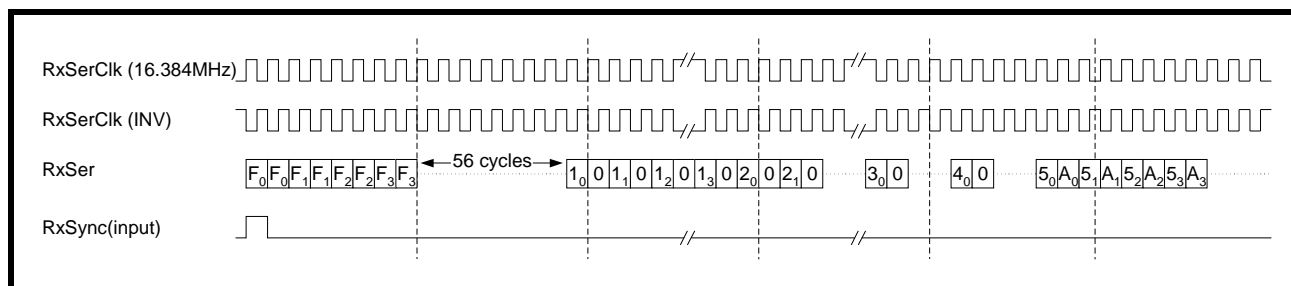 RxSerClk (16.384MHz)
RxSerClk (INV)
RxSer F₀ F₀ F₁ F₁ F₂ F₂ F₃ F₃ 56 cycles 1₀ 0 1₁ 0 1₂ 0 1₃ 0 2₀ 0 2₁ 0 3₀ 0 4₀ 0 5₀ A₀ 5₁ A₁ 5₂ A₂ 5₃ A₃
RxSync(input)